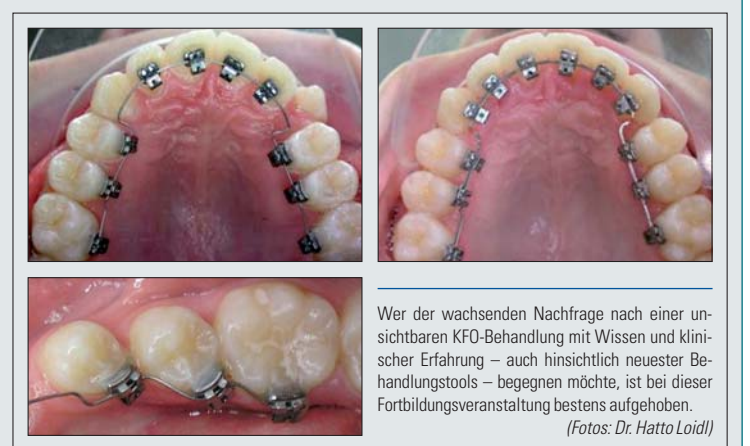 Wer der wachsenden Nachfrage nach einer un-
sichtbaren KFO-Behandlung mit Wissen und klini-
scher Erfahrung – auch hinsichtlich neuester Be-
handlungstools – begegnen möchte, ist bei dieser
Fortbildungsveranstaltung bestens aufgehoben.
(Fotos: Dr. Hatto Loidl)